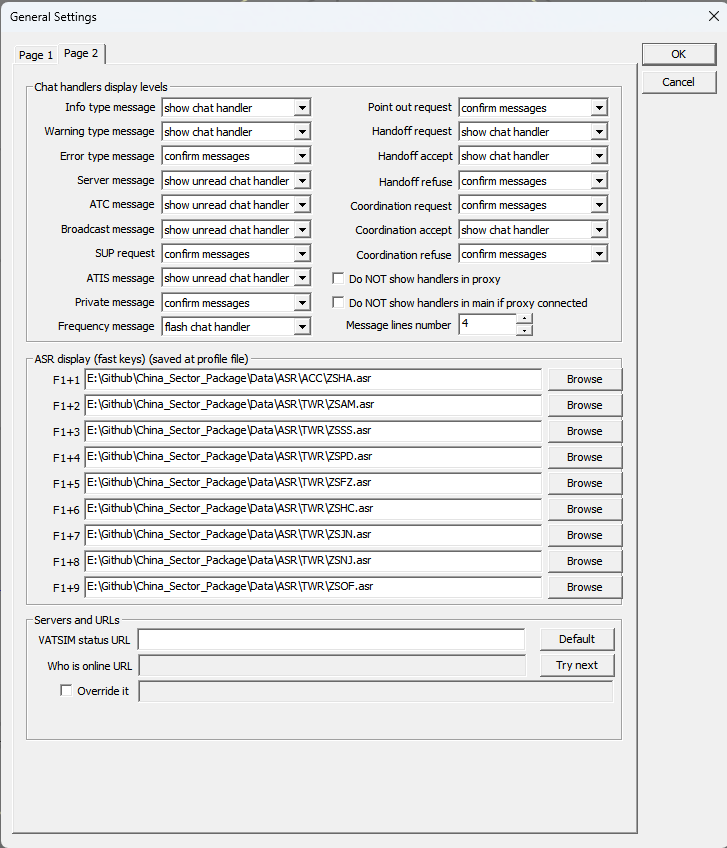 General Settings
Page 1 Page 2
OK
Cancel
Chat handlers display levels
Info type message show chat handler Point out request confirm messages
Warning type message show chat handler Handoff request show chat handler
Error type message confirm messages Handoff accept show chat handler
Server message show unread chat handler Handoff refuse confirm messages
ATC message show unread chat handler Coordination request confirm messages
Broadcast message show unread chat handler Coordination accept show chat handler
SUP request confirm messages Coordination refuse confirm messages
ATIS message show unread chat handler Do NOT show handlers in proxy
Private message confirm messages Do NOT show handlers in main if proxy connected
Frequency message flash chat handler Message lines number 4
ASR display (fast keys) (saved at profile file)
F1+1 E:\Github\China_Sector_Package\Data\ASR\ACC\ZSHA.asr Browse
F1+2 E:\Github\China_Sector_Package\Data\ASR\TWR\ZSAM.asr Browse
F1+3 E:\Github\China_Sector_Package\Data\ASR\TWR\ZSSS.asr Browse
F1+4 E:\Github\China_Sector_Package\Data\ASR\TWR\ZSPD.asr Browse
F1+5 E:\Github\China_Sector_Package\Data\ASR\TWR\ZSFZ.asr Browse
F1+6 E:\Github\China_Sector_Package\Data\ASR\TWR\ZSHC.asr Browse
F1+7 E:\Github\China_Sector_Package\Data\ASR\TWR\ZSJN.asr Browse
F1+8 E:\Github\China_Sector_Package\Data\ASR\TWR\ZSNJ.asr Browse
F1+9 E:\Github\China_Sector_Package\Data\ASR\TWR\ZSOF.asr Browse
Servers and URLs
VATSIM status URL Default
Who is online URL Try next
Override it